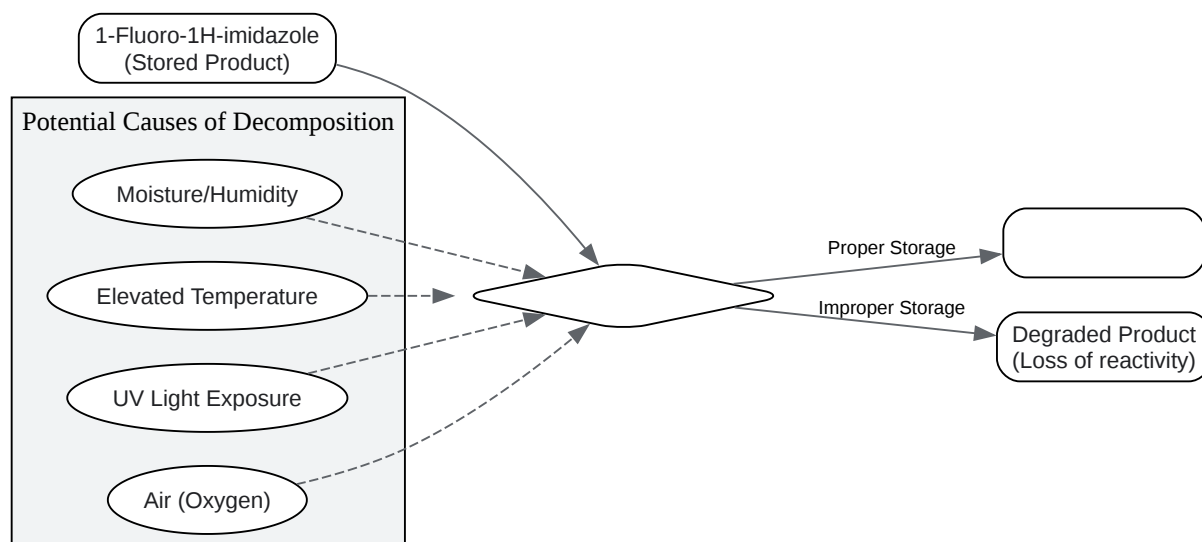 1-Fluoro-1H-imidazole
(Stored Product)
Potential Causes of Decomposition
Moisture/Humidity
Elevated Temperature
UV Light Exposure
Air (Oxygen)
Proper Storage
Improper Storage
Degraded Product
(Loss of reactivity)